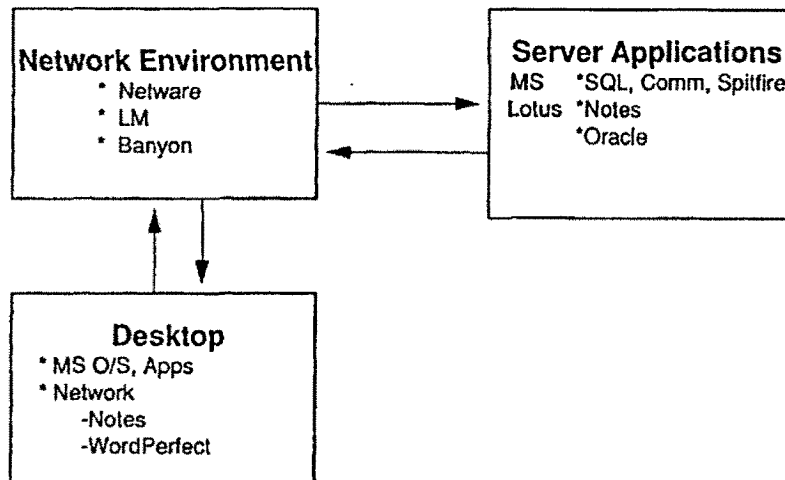 Network Environment
* Netware
* LM
* Banyon
Server Applications
MS *SQL, Comm, Spitfire
Lotus *Notes
*Oracle
Desktop
* MS O/S, Apps
* Network
-Notes
-WordPerfect